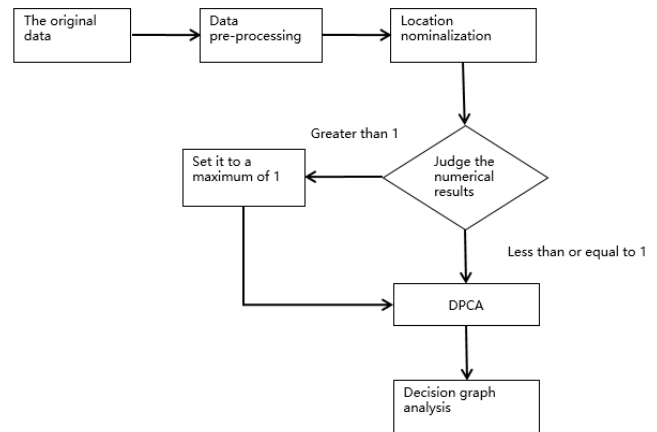 The original
data
Data
pre-processing
Location
nominalization
Greater than 1
Judge the
numerical
results
Set it to a
maximum of 1
Less than or equal to 1
DPCA
Decision graph
analysis